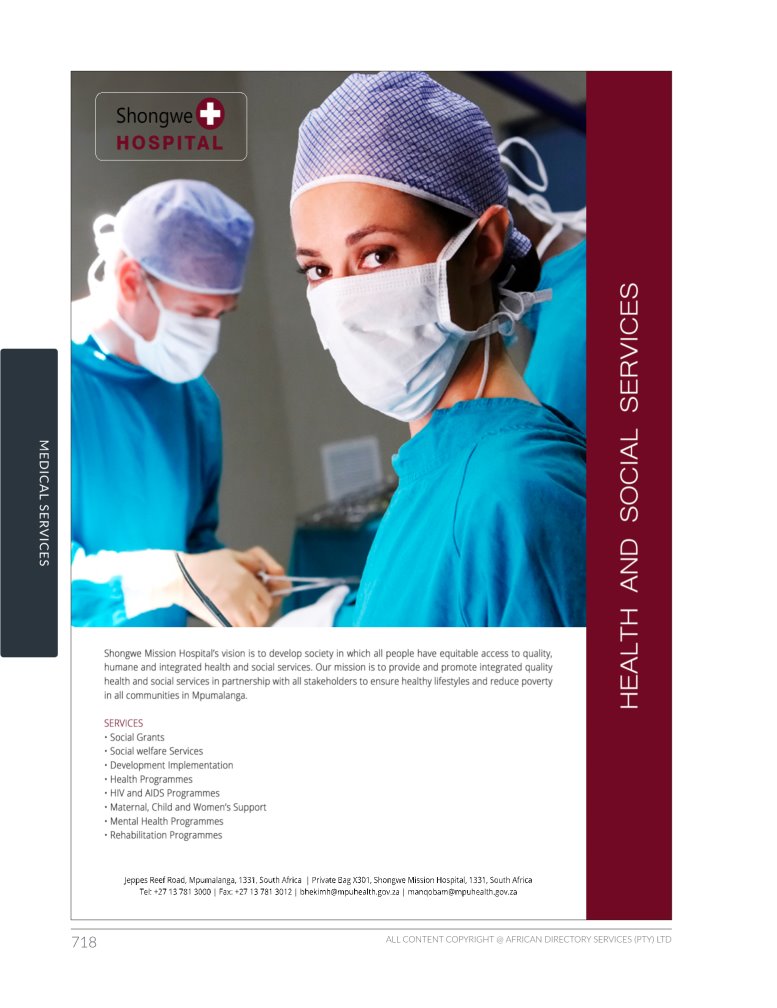 Shongwe
HOSPITAL
MEDICAL SERVICES
HEALTH AND SOCIAL SERVICES
Shongwe Mission Hospital's vision is to develop society in which all people have equitable access to quality,
humane and integrated health and social services. Our mission is to provide and promote integrated quality
health and social services in partnership with all stakeholders to ensure healthy lifestyles and reduce poverty
in all communities in Mpumalanga.
SERVICES
• Social Grants
• Social welfare Services
• Development Implementation
• Health Programmes
• HIV and AIDS Programmes
• Maternal, Child and Women's Support
• Mental Health Programmes
• Rehabilitation Programmes
Jeppes Reef Road, Mpumalanga, 1331, South Africa | Private Bag X301, Shongwe Mission Hospital, 1331, South Africa
Tel: +27 13 781 3000 | Fax: +27 13 781 3012 | bhekimh@mpuhealth.gov.za | manqobam@mpuhealth.gov.za
718
ALL CONTENT COPYRIGHT @ AFRICAN DIRECTORY SERVICES (PTY) LTD